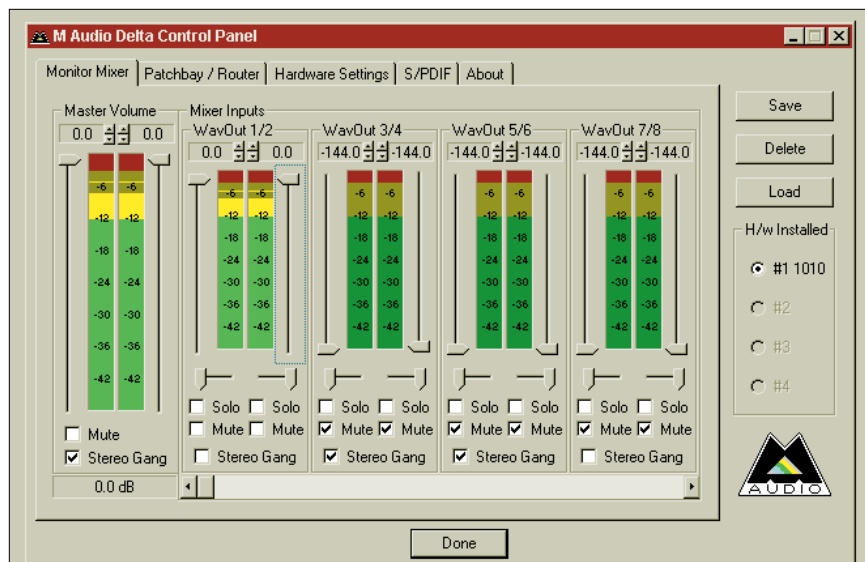 M Audio Delta Control Panel
Monitor Mixer Patchbay / Router Hardware Settings S/PDIF About
Master Volume
0.0 0.0
-6 -6
-12 -12
-18 -18
-24 -24
-30 -30
-36 -36
-42 -42
Mute
Stereo Gang
0.0 dB
Mixer Inputs
WavOut 1/2
0.0 0.0
-6 -6
-12 -12
-18 -18
-24 -24
-30 -30
-36 -36
-42 -42
Solo Solo
Mute Mute
Stereo Gang
WavOut 3/4
-144.0 -144.0
-6 -6
-12 -12
-18 -18
-24 -24
-30 -30
-36 -36
-42 -42
Solo Solo
Mute Mute
Stereo Gang
WavOut 5/6
-144.0 -144.0
-6 -6
-12 -12
-18 -18
-24 -24
-30 -30
-36 -36
-42 -42
Solo Solo
Mute Mute
Stereo Gang
WavOut 7/8
-144.0 -144.0
-6 -6
-12 -12
-18 -18
-24 -24
-30 -30
-36 -36
-42 -42
Solo Solo
Mute Mute
Stereo Gang
Save
Delete
Load
H/w Installed
#1 1010
#2
#3
#4
M
AUDIO
Done